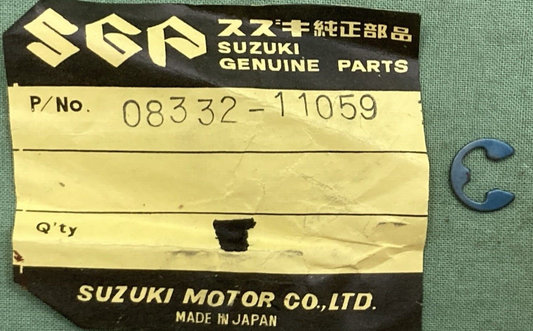 SGP スズキ純正部品
SUZUKI
GENUINE PARTS
P/No. 08332-11059
Q'ty
SUZUKI MOTOR CO.,LTD.
MADE IN JAPAN